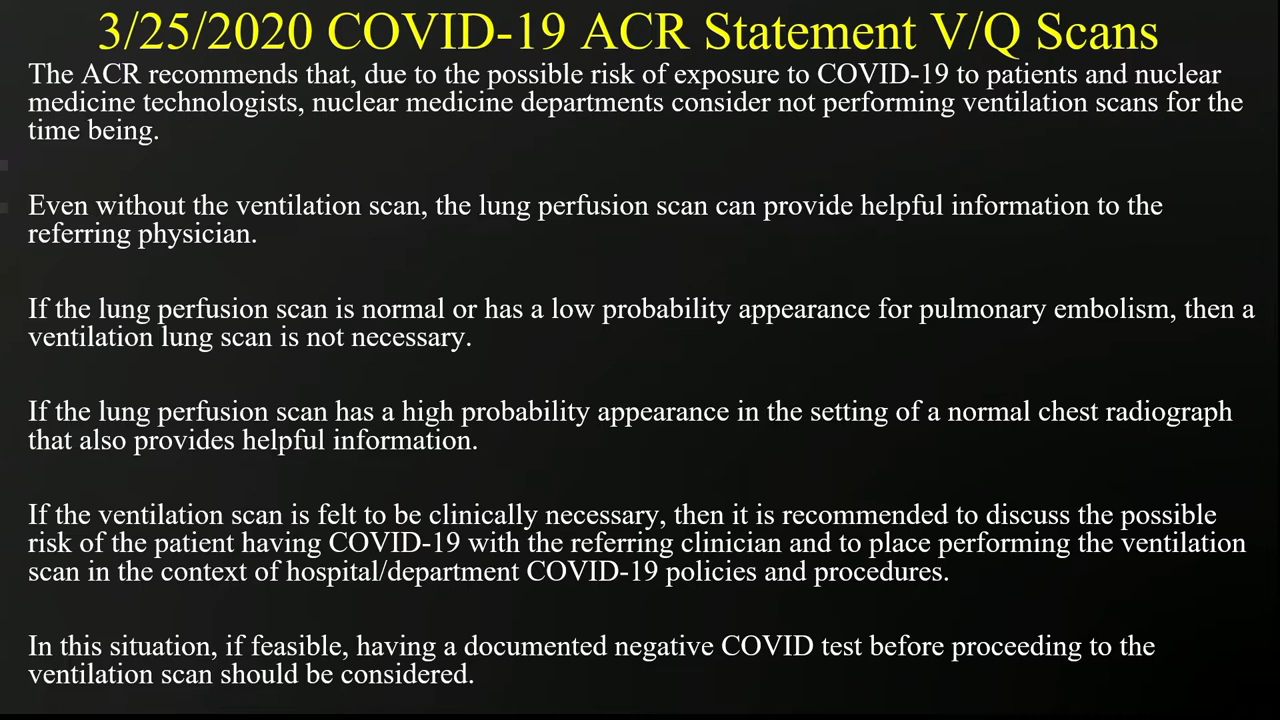 3/25/2020 COVID-19 ACR Statement V/Q Scans
The ACR recommends that, due to the possible risk of exposure to COVID-19 to patients and nuclear
medicine technologists, nuclear medicine departments consider not performing ventilation scans for the
time being.
Even without the ventilation scan, the lung perfusion scan can provide helpful information to the
referring physician.
If the lung perfusion scan is normal or has a low probability appearance for pulmonary embolism, then a
ventilation lung scan is not necessary.
If the lung perfusion scan has a high probability appearance in the setting of a normal chest radiograph
that also provides helpful information.
If the ventilation scan is felt to be clinically necessary, then it is recommended to discuss the possible
risk of the patient having COVID-19 with the referring clinician and to place performing the ventilation
scan in the context of hospital/department COVID-19 policies and procedures.
In this situation, if feasible, having a documented negative COVID test before proceeding to the
ventilation scan should be considered.